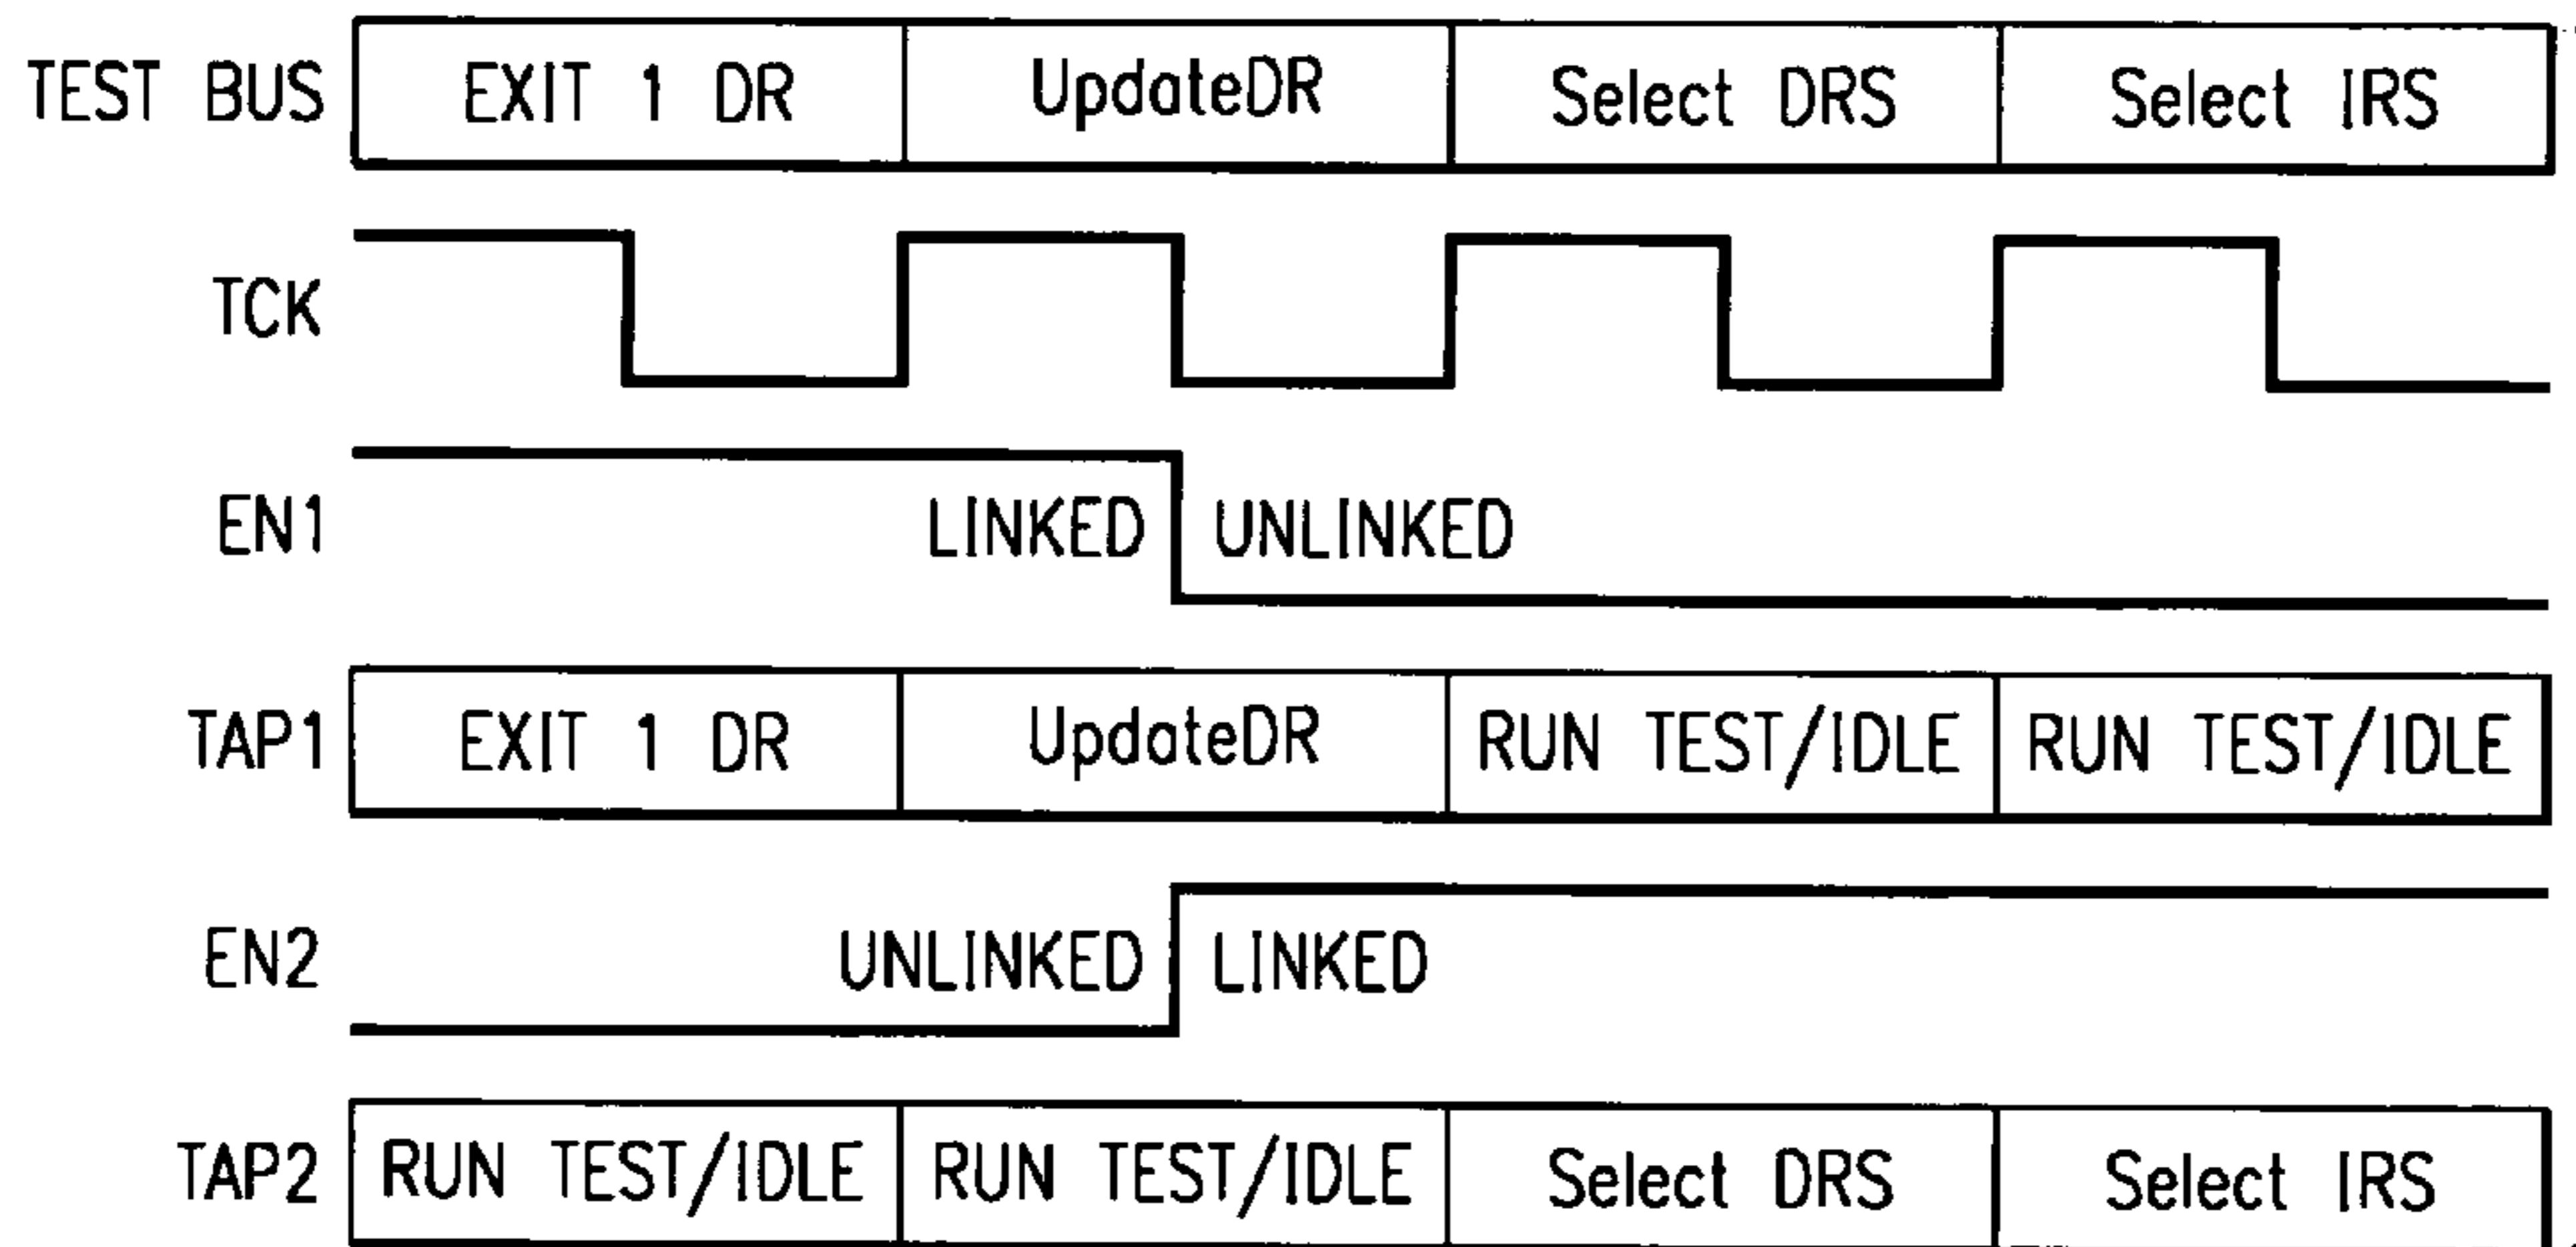 TEST BUS EXIT 1 DR UpdateDR Select DRS Select IRS
TCK
EN1 LINKED UNLINKED
TAP1 EXIT 1 DR UpdateDR RUN TEST/IDLE RUN TEST/IDLE
EN2 UNLINKED LINKED
TAP2 RUN TEST/IDLE RUN TEST/IDLE Select DRS Select IRS